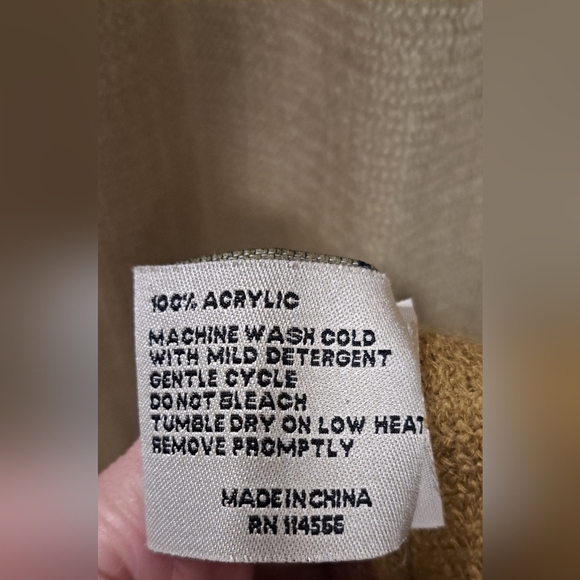 100% ACRYLIC
MACHINE WASH COLD
WITH MILD DETERGENT
GENTLE CYCLE
DO NOT BLEACH
TUMBLE DRY ON LOW HEAT
REMOVE PROMPTLY
MADE IN CHINA
RN 114566